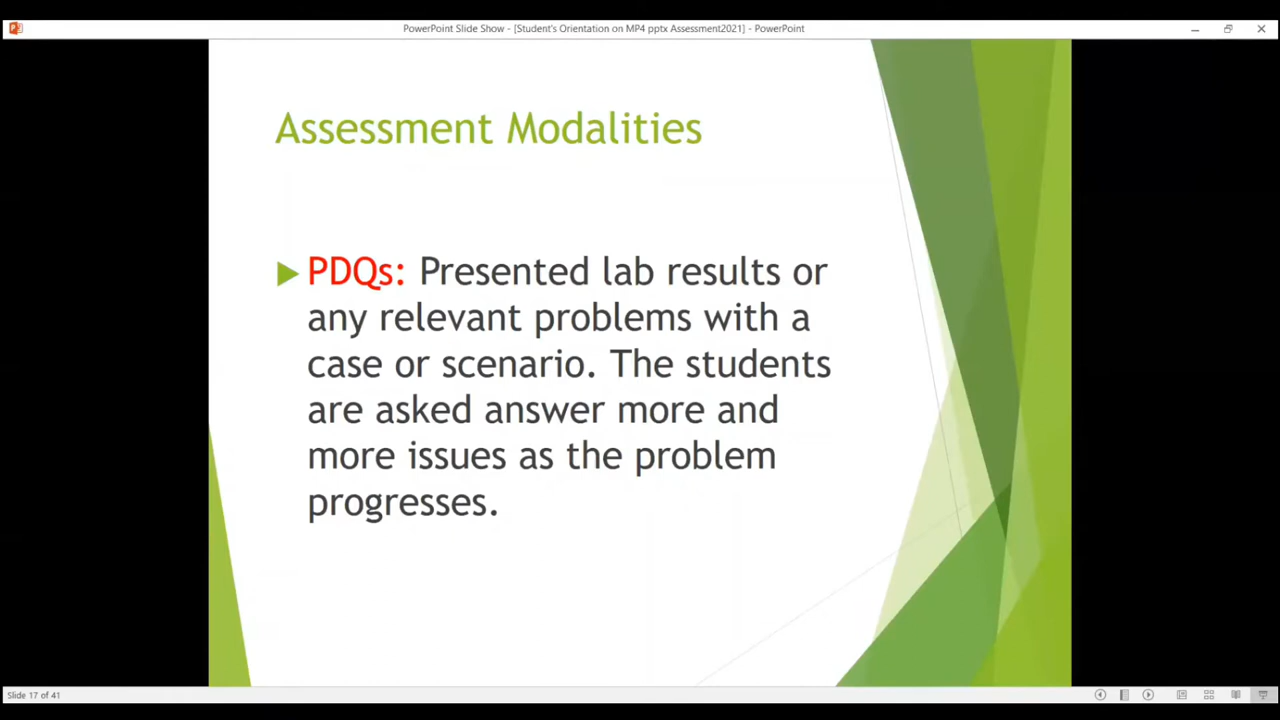 PowerPoint Slide Show - [Student's Orientation on MP4 pptx Assessment2021] - PowerPoint
Assessment Modalities
PDQs: Presented lab results or
any relevant problems with a
case or scenario. The students
are asked answer more and
more issues as the problem
progresses.
Slide 17 of 41